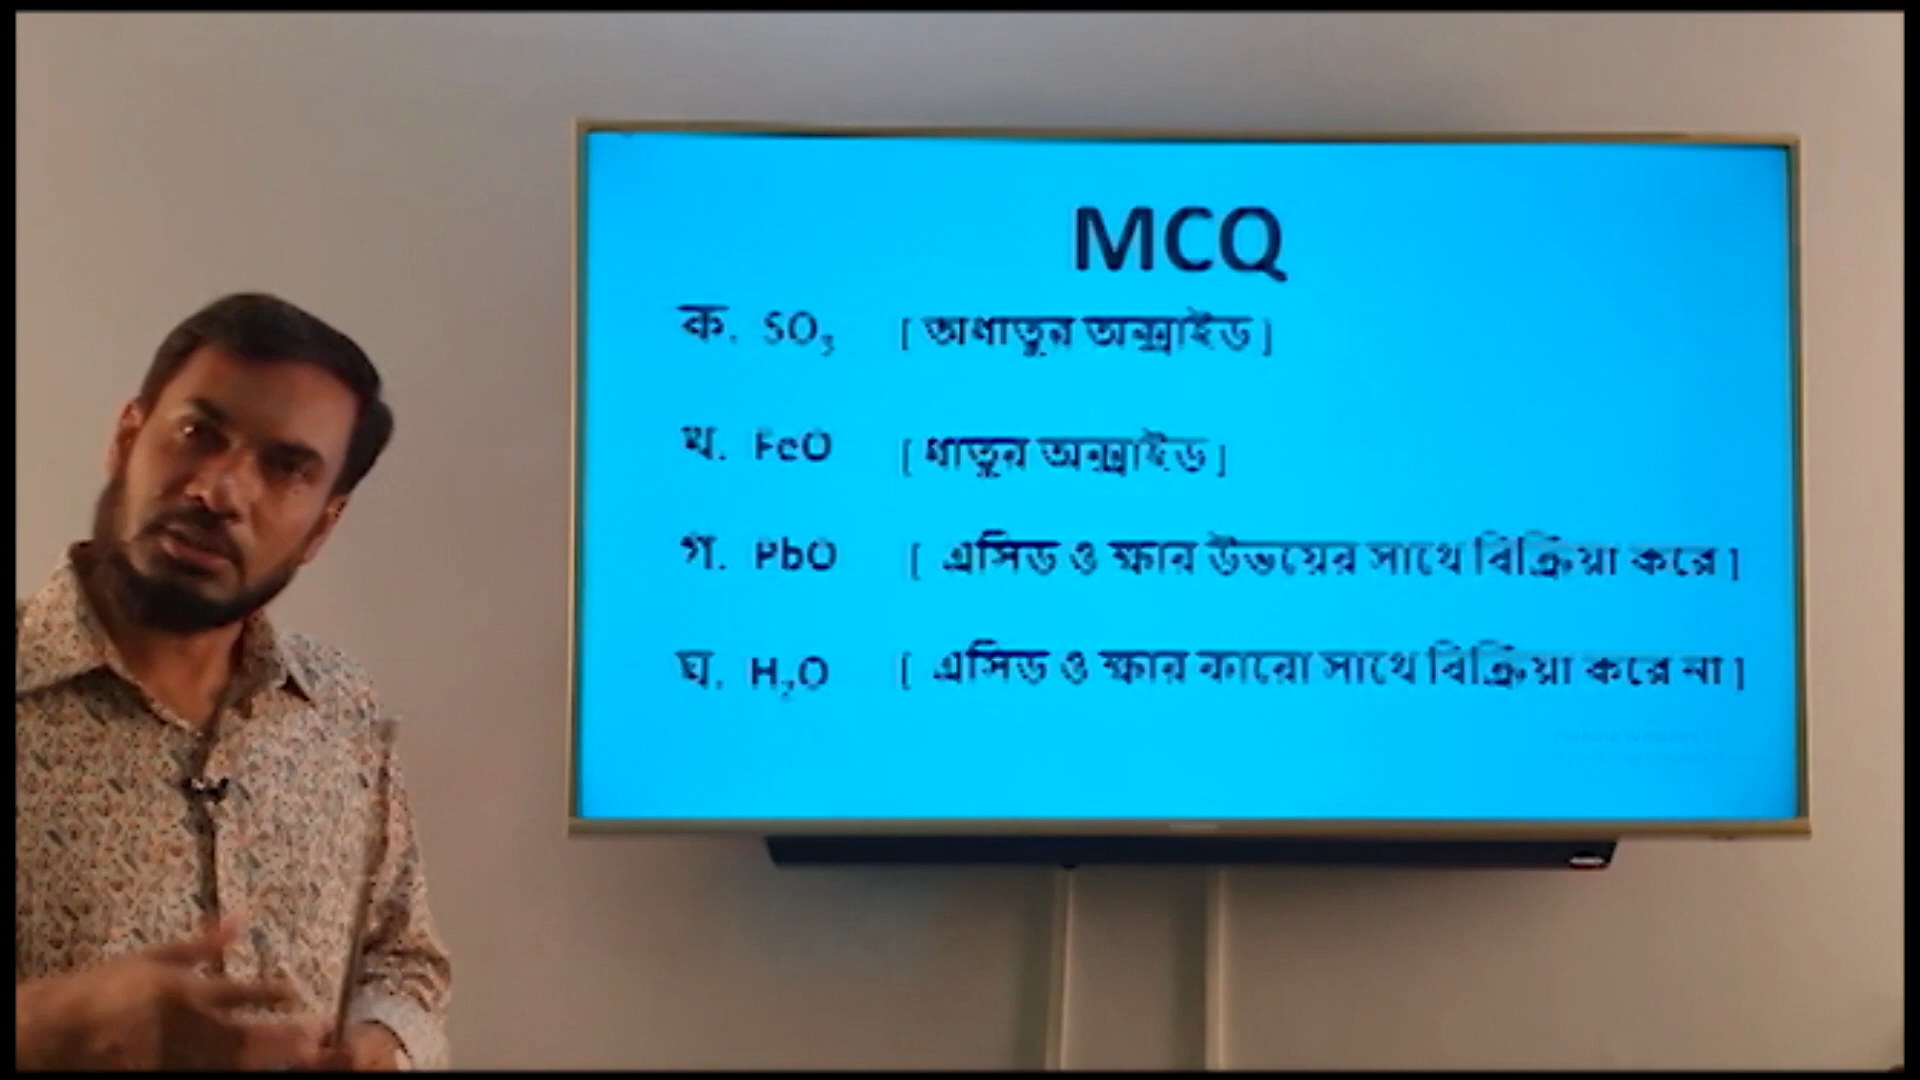 MCQ
ক. SO₃ [ অধাতুর অক্সাইড ]
খ. FeO [ ধাতুর অক্সাইড ]
গ. PbO [ এসিড ও ক্ষার উভয়ের সাথে বিক্রিয়া করে ]
ঘ. H₂O [ এসিড ও ক্ষার কারো সাথে বিক্রিয়া করে না ]